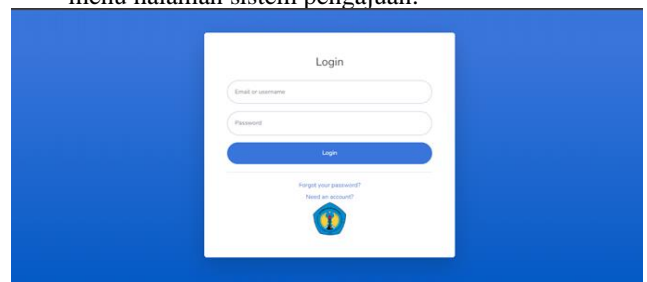 menu halaman sistem pengajuan.
Login
Email or username
Password
Login
Forgot your password?
Need an account?